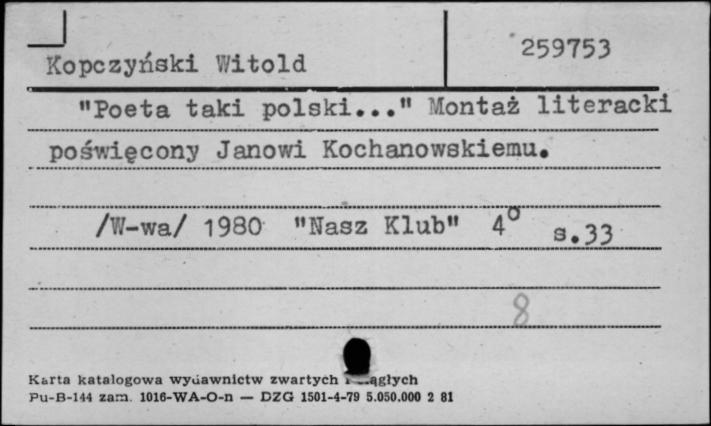 Kopczyński Witold
259753
"Poeta taki polski..." Montaż literacki
poświęcony Janowi Kochanowskiemu.
/W-wa/ 1980 "Nasz Klub" 4° s.33
8
Karta katalogowa wydawnictw zwartych i ciągłych
Pu-B-144 zam. 1016-WA-O-n — DZG 1501-4-79 5.050.000 2 81